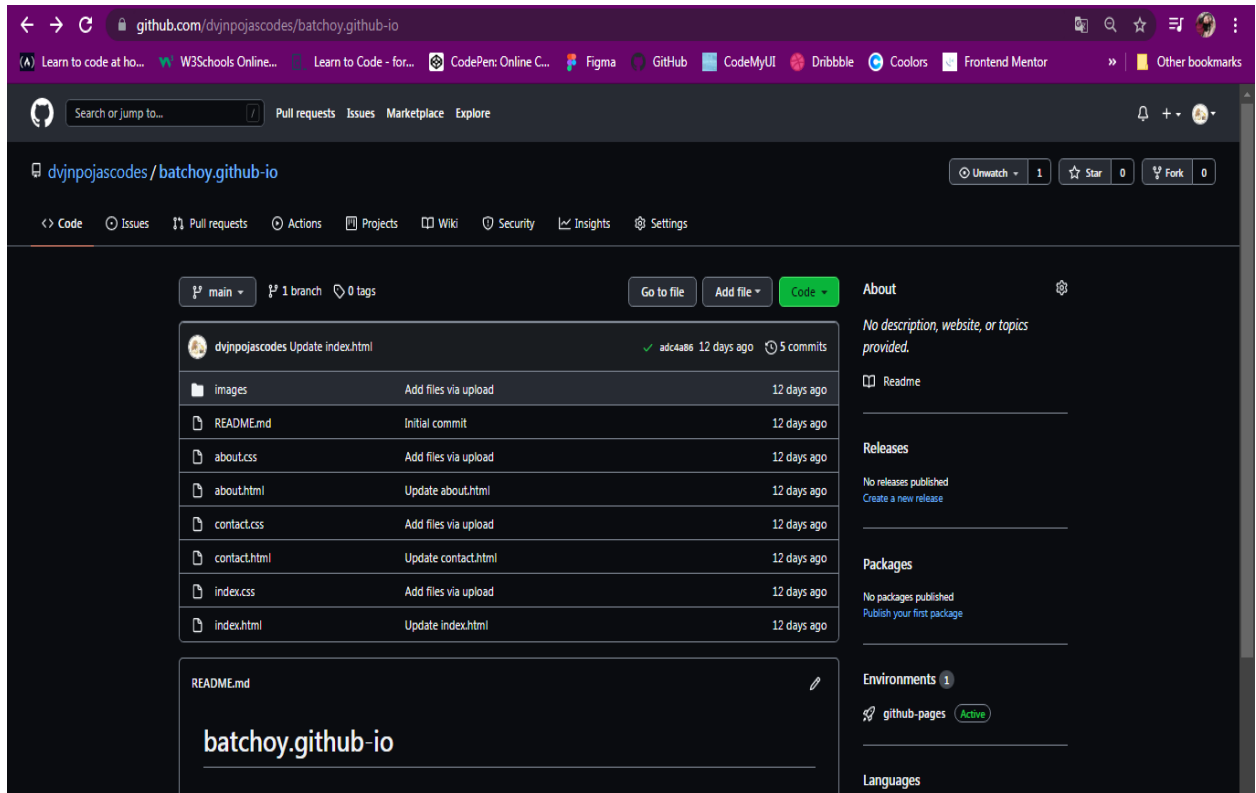 github.com/dvjnpojascodes/batchoy.github-io
Learn to code at ho... W3Schools Online... Learn to Code - for... CodePen: Online C... Figma GitHub CodeMyUI Dribbble Coolors Frontend Mentor » Other bookmarks
Search or jump to... / Pull requests Issues Marketplace Explore
dvjnpojascodes / batchoy.github-io Unwatch 1 Star 0 Fork 0
<> Code Issues Pull requests Actions Projects Wiki Security Insights Settings
main 1 branch 0 tags Go to file Add file Code
dvjnpojascodes Update index.html adc4a86 12 days ago 5 commits
images Add files via upload 12 days ago
README.md Initial commit 12 days ago
about.css Add files via upload 12 days ago
about.html Update about.html 12 days ago
contact.css Add files via upload 12 days ago
contact.html Update contact.html 12 days ago
index.css Add files via upload 12 days ago
index.html Update index.html 12 days ago
README.md
batchoy.github-io
About
No description, website, or topics
provided.
Readme
Releases
No releases published
Create a new release
Packages
No packages published
Publish your first package
Environments 1
github-pages Active
Languages